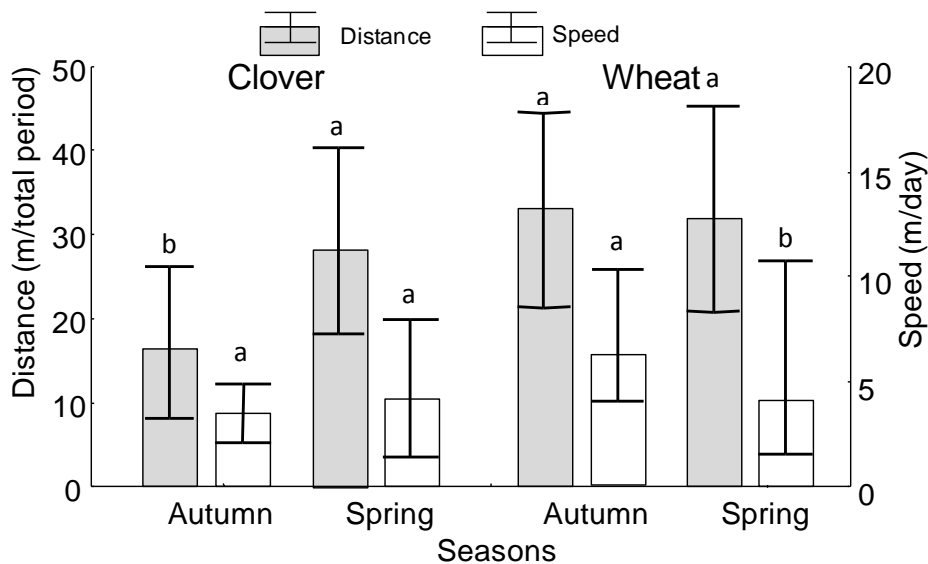 Distance Speed
Clover Wheat
Distance (m/total period)
50
40
30
20
10
0
b a a a a a a b
20
15
10
5
0
Speed (m/day)
Autumn Spring Autumn Spring
Seasons